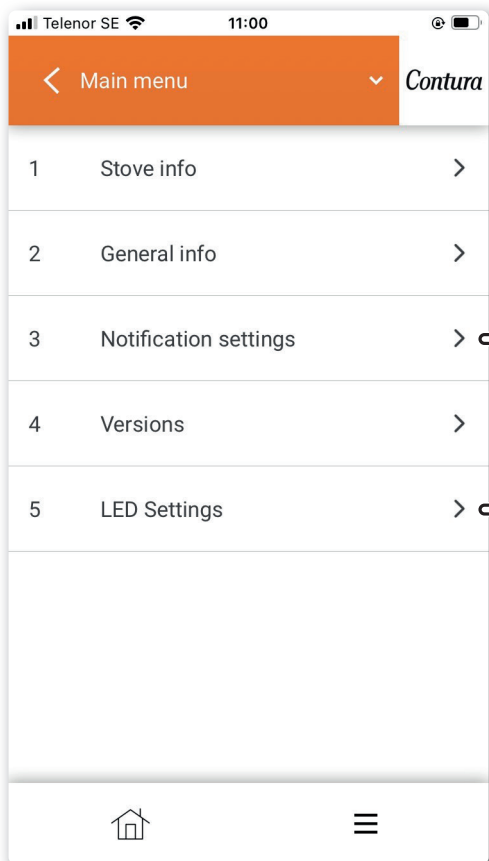 Telenor SE 11:00
Main menu Contura
1 Stove info
2 General info
3 Notification settings
4 Versions
5 LED Settings